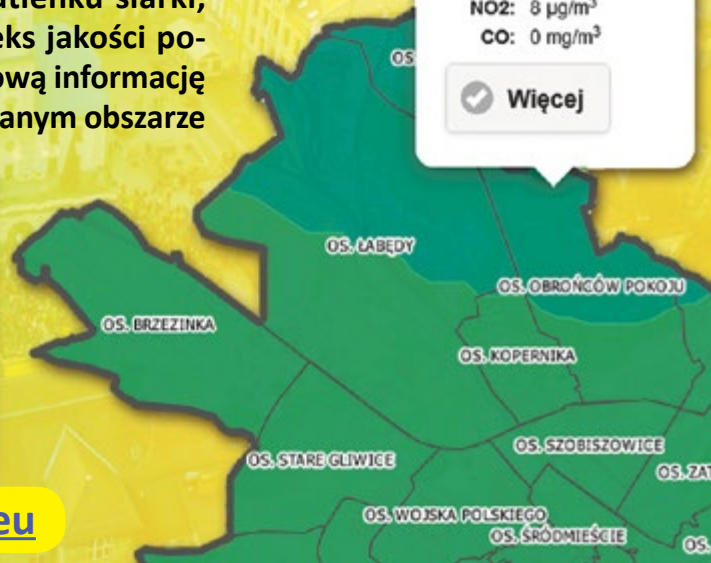 siarki,
eks jakości po-
ową informację
anym obszarze
NO2: 8 µg/m³
CO: 0 mg/m³
Więcej
OS. ŁABĘDY
OS. OBROŃCÓW POKOJU
OS. BRZEZINKA
OS. KOPERNIKA
OS. STARE GLIWICE
OS. SZOBISZOWICE
OS. ZAT
OS. WOJSKA POLSKIEGO
OS. ŚRÓDMIEŚCIE
OS.
OS
eu